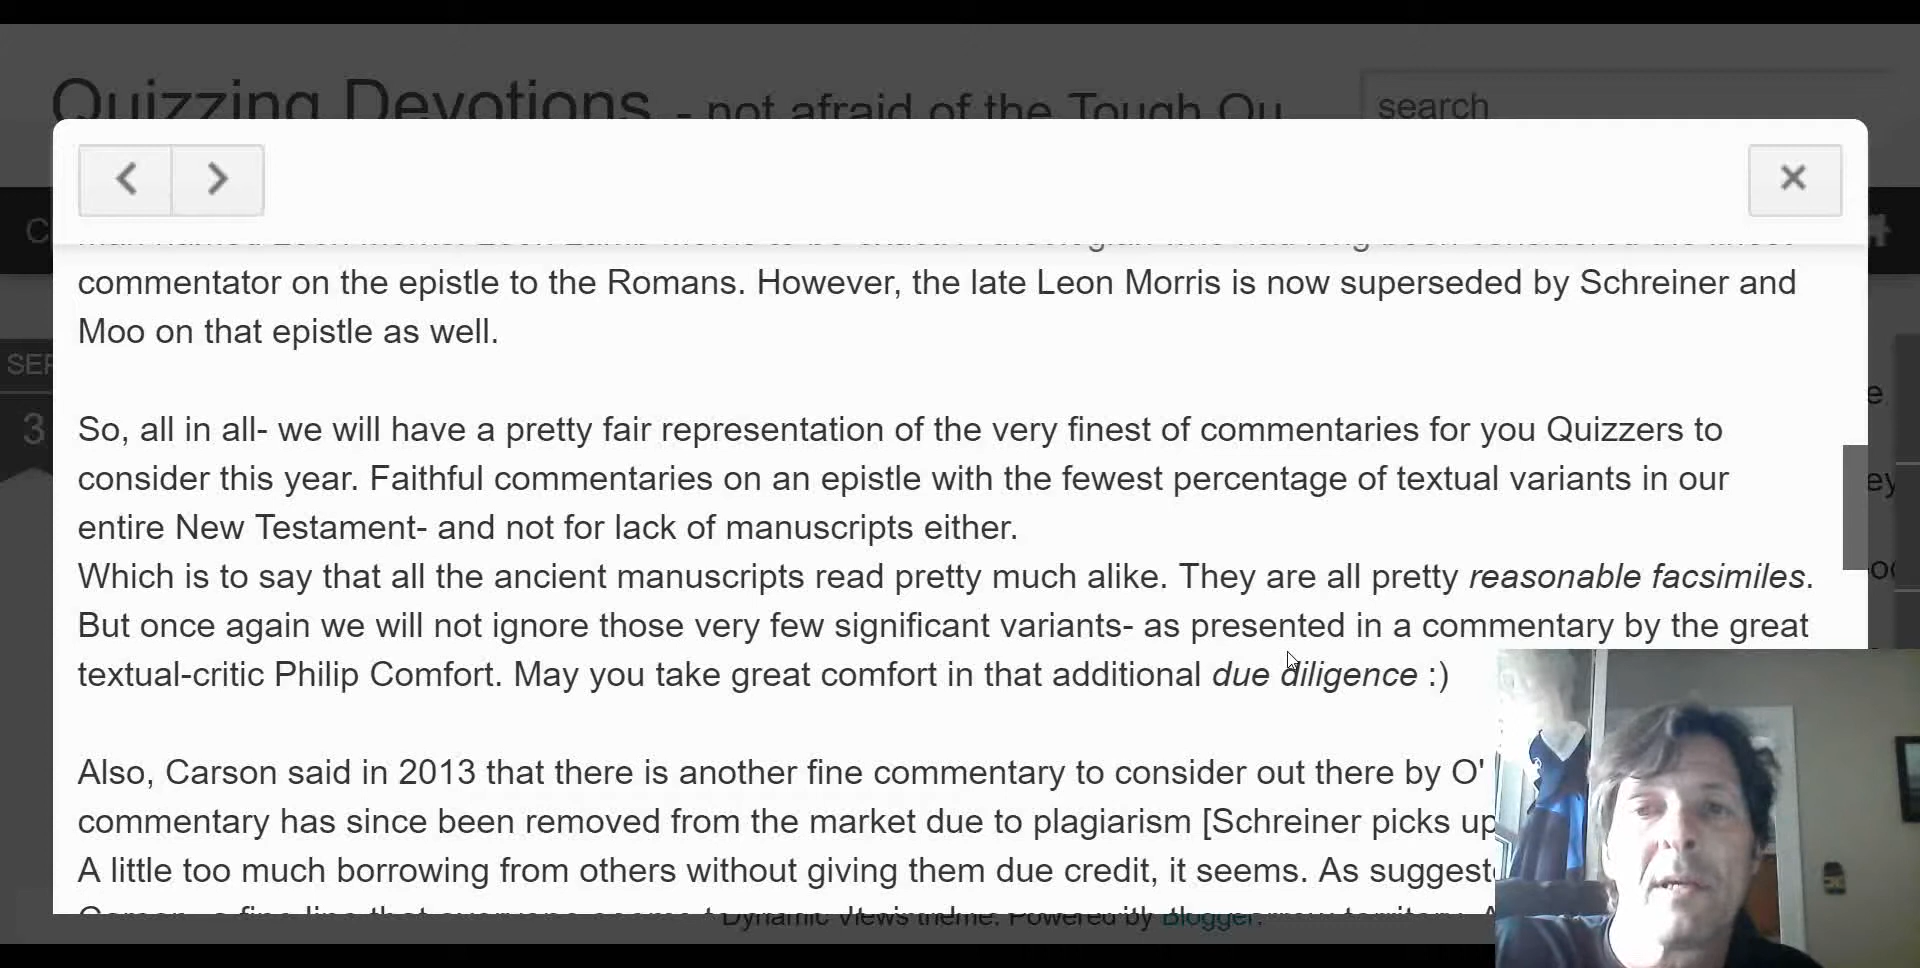 Quizzing Devotions - not afraid of the Tough Qu
search
SEP
3
commentator on the epistle to the Romans. However, the late Leon Morris is now superseded by Schreiner and
Moo on that epistle as well.
So, all in all- we will have a pretty fair representation of the very finest of commentaries for you Quizzers to
consider this year. Faithful commentaries on an epistle with the fewest percentage of textual variants in our
entire New Testament- and not for lack of manuscripts either.
Which is to say that all the ancient manuscripts read pretty much alike. They are all pretty reasonable facsimiles.
But once again we will not ignore those very few significant variants- as presented in a commentary by the great
textual-critic Philip Comfort. May you take great comfort in that additional due diligence :)
Also, Carson said in 2013 that there is another fine commentary to consider out there by O'
commentary has since been removed from the market due to plagiarism [Schreiner picks up
A little too much borrowing from others without giving them due credit, it seems. As suggest
Dynamic Views theme. Powered by Blogger.